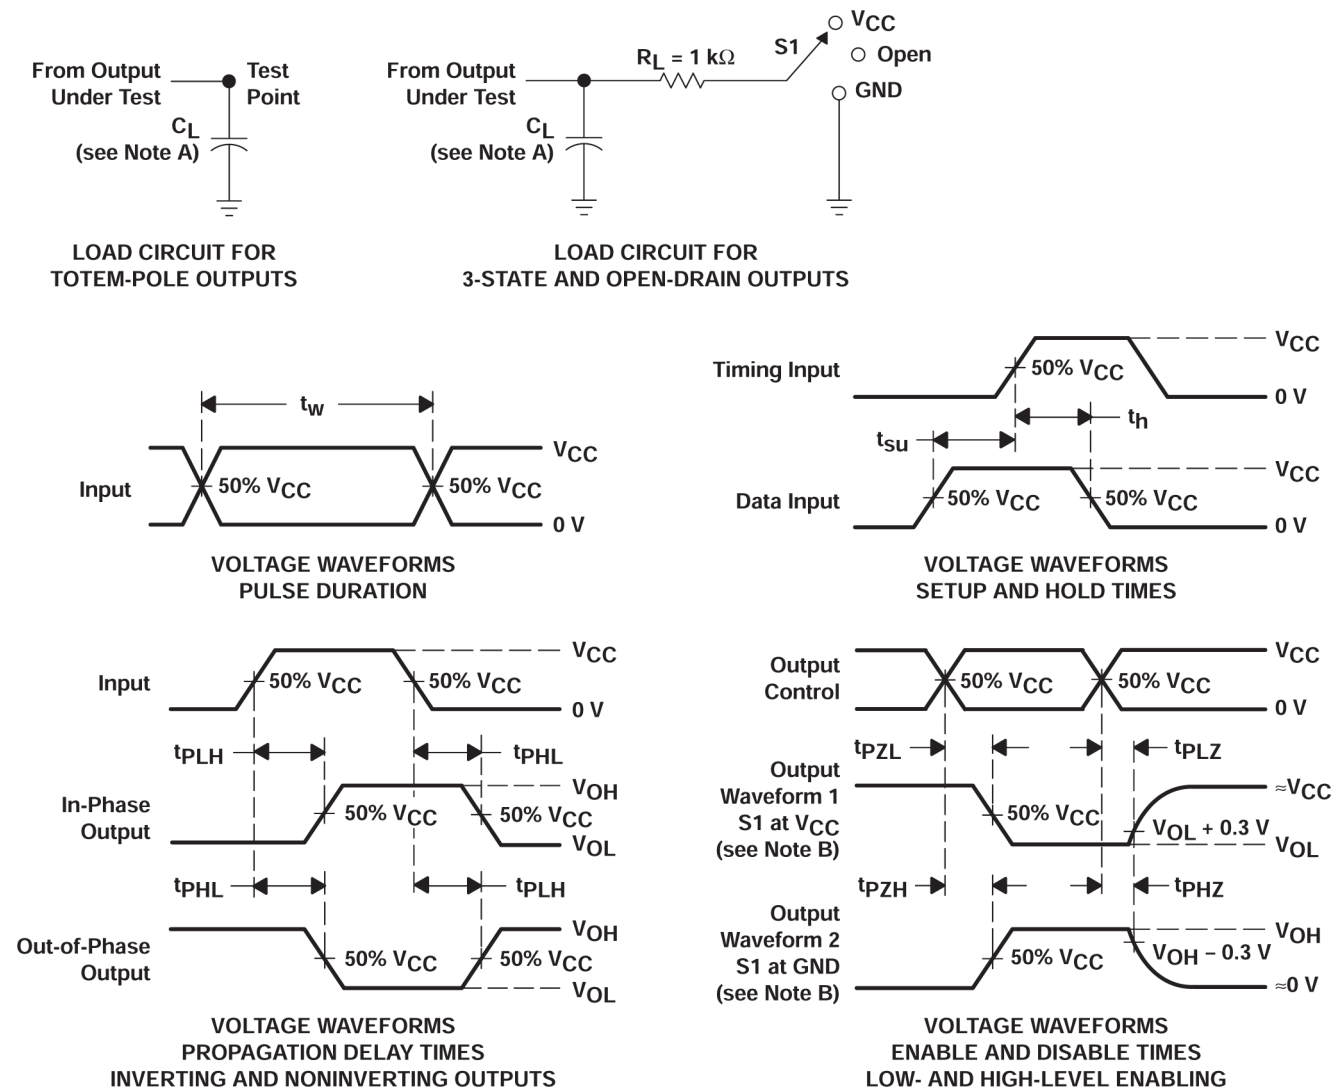 From Output
Under Test
Test
Point
CL
(see Note A)
LOAD CIRCUIT FOR
TOTEM-POLE OUTPUTS
From Output
Under Test
RL = 1 kΩ
S1
VCC
Open
GND
CL
(see Note A)
LOAD CIRCUIT FOR
3-STATE AND OPEN-DRAIN OUTPUTS
tw
Input
50% VCC
50% VCC
VCC
0 V
VOLTAGE WAVEFORMS
PULSE DURATION
Timing Input
50% VCC
VCC
0 V
th
tsu
Data Input
50% VCC
50% VCC
VCC
0 V
VOLTAGE WAVEFORMS
SETUP AND HOLD TIMES
Input
50% VCC
50% VCC
VCC
0 V
tPLH
tPHL
In-Phase
Output
50% VCC
50% VCC
VOH
VOL
tPHL
tPLH
Out-of-Phase
Output
50% VCC
50% VCC
VOH
VOL
VOLTAGE WAVEFORMS
PROPAGATION DELAY TIMES
INVERTING AND NONINVERTING OUTPUTS
Output
Control
50% VCC
50% VCC
VCC
0 V
tPZL
tPLZ
Output
Waveform 1
S1 at VCC
(see Note B)
50% VCC
VOL + 0.3 V
≈VCC
VOL
tPZH
tPHZ
Output
Waveform 2
S1 at GND
(see Note B)
50% VCC
VOH − 0.3 V
VOH
≈0 V
VOLTAGE WAVEFORMS
ENABLE AND DISABLE TIMES
LOW- AND HIGH-LEVEL ENABLING